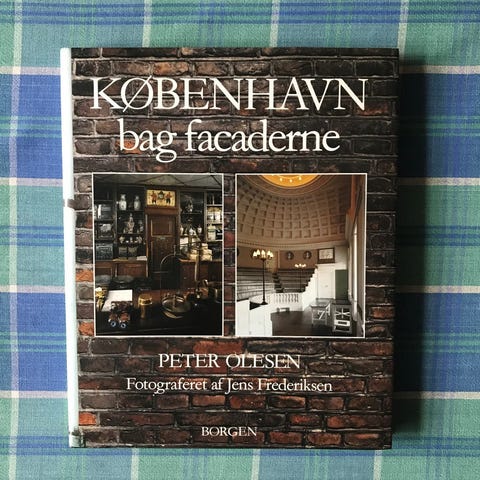 KØBENHAVN
bag facaderne
PETER OLESEN
Fotograferet af Jens Frederiksen
BORGEN